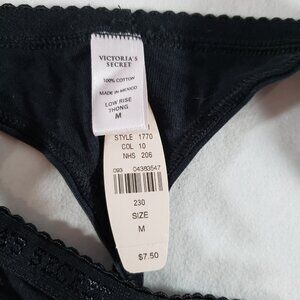 VICTORIA'S
SECRET
100% COTTON
MADE IN MEXICO
LOW RISE
THONG
M
STYLE 1770
COL 10
NHS 206
093 04383547
230
SIZE
M
$7.50